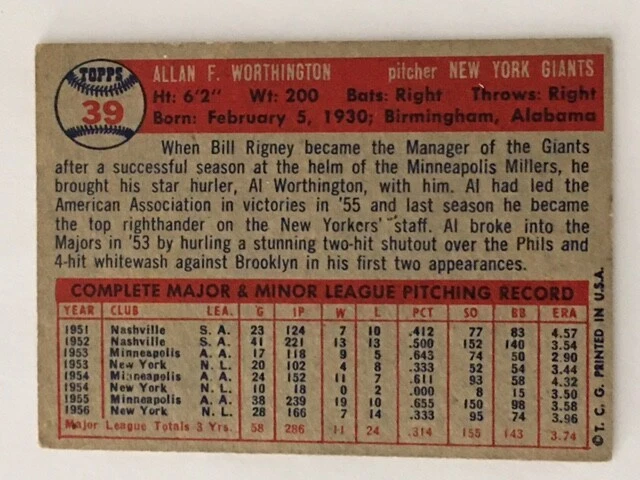 TOPPS
39
ALLAN F. WORTHINGTON pitcher NEW YORK GIANTS
Ht: 6'2" Wt: 200 Bats: Right Throws: Right
Born: February 5, 1930; Birmingham, Alabama
When Bill Rigney became the Manager of the Giants
after a successful season at the helm of the Minneapolis Millers, he
brought his star hurler, Al Worthington, with him. Al had led the
American Association in victories in '55 and last season he became
the top righthander on the New Yorkers' staff. Al broke into the
Majors in '53 by hurling a stunning two-hit shutout over the Phils and
4-hit whitewash against Brooklyn in his first two appearances.
COMPLETE MAJOR & MINOR LEAGUE PITCHING RECORD
YEAR CLUB LEA. G IP W L PCT SO BB ERA
1951 Nashville S. A. 23 124 7 10 .412 77 83 4.57
1952 Nashville S. A. 41 221 13 13 .500 152 140 3.54
1953 Minneapolis A. A. 17 118 9 5 .643 74 50 2.90
1953 New York N. L. 20 102 4 8 .333 52 54 3.44
1954 Minneapolis A. A. 24 152 11 7 .611 93 58 4.32
1954 New York N. L. 10 18 0 2 .000 8 15 3.50
1955 Minneapolis A. A. 38 239 19 10 .655 150 98 3.58
1956 New York N. L. 28 166 7 14 .333 95 74 3.96
Major League Totals 3 Yrs. 58 286 11 24 .314 155 143 3.74
© T. C. G. PRINTED IN U.S.A.